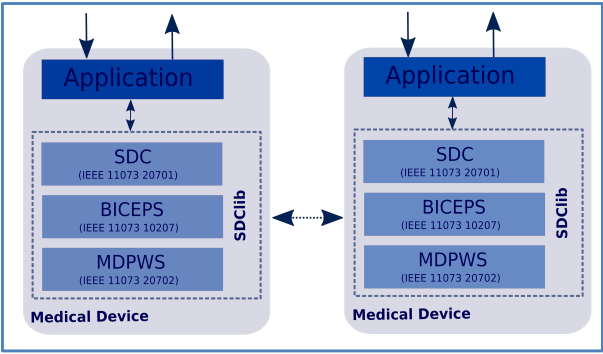 Application
SDC
(IEEE 11073 20701)
BICEPS
(IEEE 11073 10207)
MDPWS
(IEEE 11073 20702)
SDClib
Medical Device
Application
SDC
(IEEE 11073 20701)
BICEPS
(IEEE 11073 10207)
MDPWS
(IEEE 11073 20702)
SDClib
Medical Device